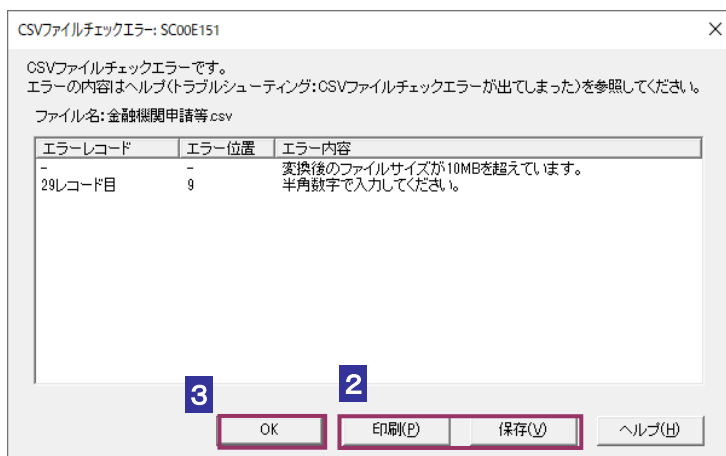 CSVファイルチェックエラー: SC00E151
CSVファイルチェックエラーです。
エラーの内容はヘルプ(トラブルシューティング:CSVファイルチェックエラーが出てしまった)を参照してください。
ファイル名:金融機関申請等.csv
エラーレコード エラー位置 エラー内容
- - 変換後のファイルサイズが10MBを超えています。
29レコード目 9 半角数字で入力してください。
3 2
OK 印刷(P) 保存(V) ヘルプ(H)